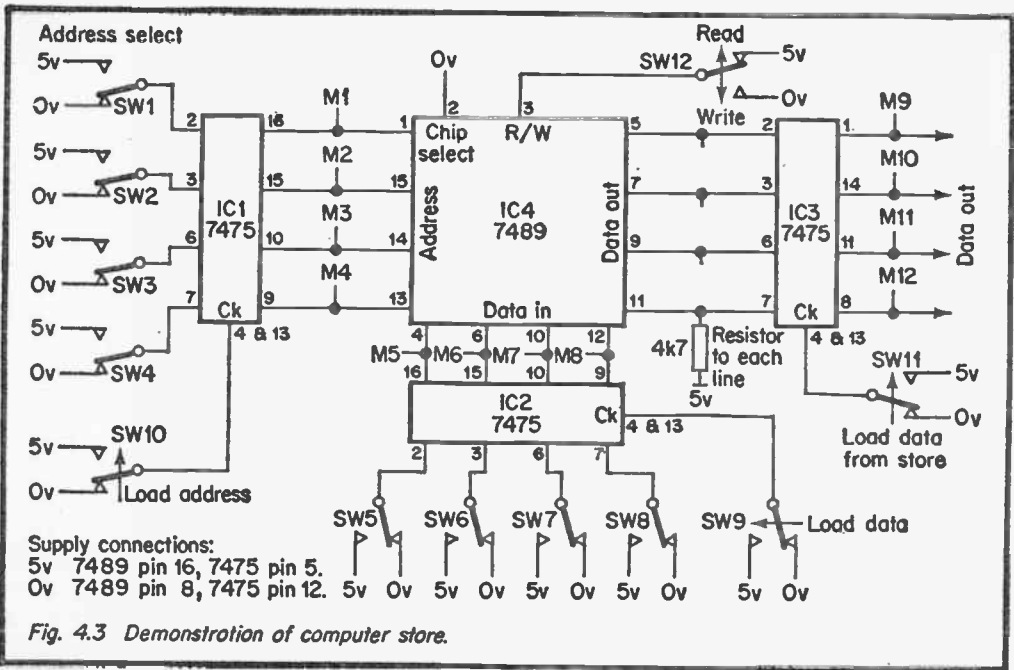 Address select
5v
0v SW1
5v
0v SW2
5v
0v SW3
5v
0v SW4
5v SW10
0v Load address
2
3
6
7
IC1
7475
Ck
4 & 13
16
15
10
9
M1
M2
M3
M4
1
15
14
13
0v
2
Chip select
3
R/W
Address
IC4
7489
Data out
Data in
SW12
Read
5v
0v
Write
5
7
9
11
4 6 10 12
M5 M6 M7 M8
16 15 10 9
IC2
7475
Ck
4 & 13
2 3 6 7
4k7
Resistor
to each
line
5v
2
3
6
7
IC3
7475
Ck
4 & 13
1
14
11
8
M9
M10
M11
M12
Data out
SW11
5v
0v
Load data
from store
SW5 SW6 SW7 SW8 SW9 Load data
5v 0v 5v 0v 5v 0v 5v 0v 5v 0v
Supply connections:
5v 7489 pin 16, 7475 pin 5.
0v 7489 pin 8, 7475 pin 12.
Fig. 4.3 Demonstration of computer store.